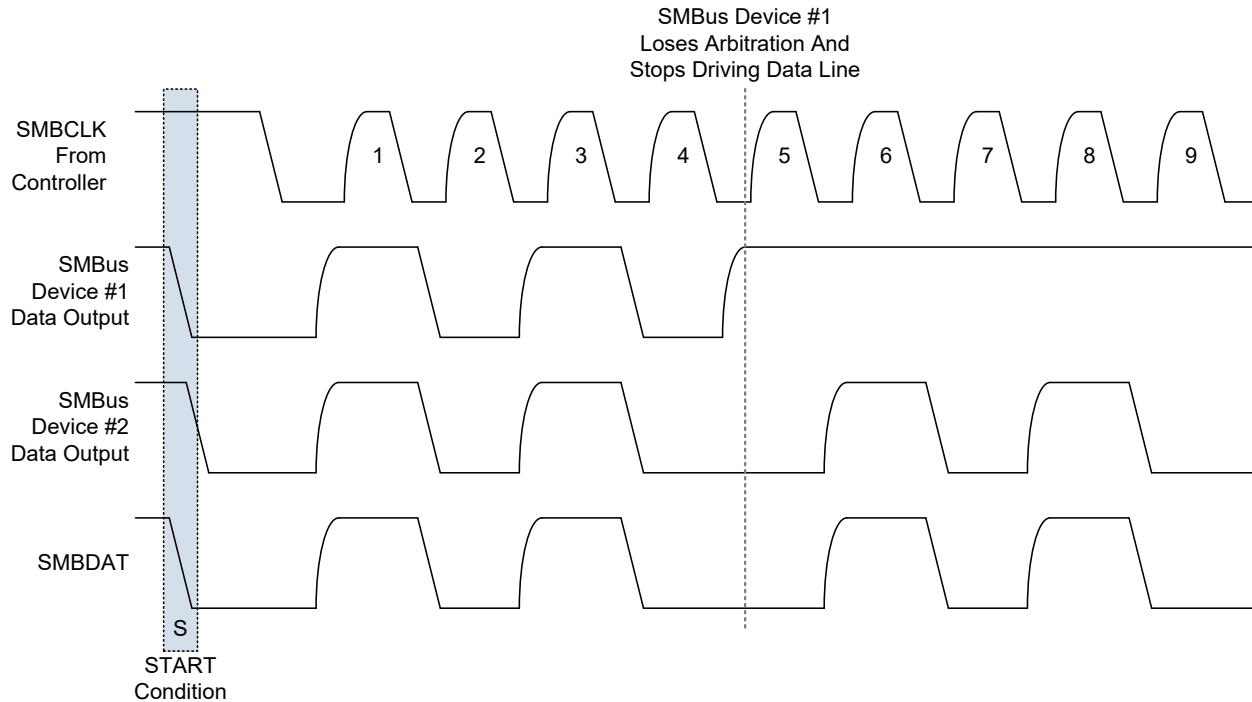 SMBus Device #1
Loses Arbitration And
Stops Driving Data Line
SMBCLK
From
Controller
1 2 3 4 5 6 7 8 9
SMBus
Device #1
Data Output
SMBus
Device #2
Data Output
SMBDAT
S
START
Condition